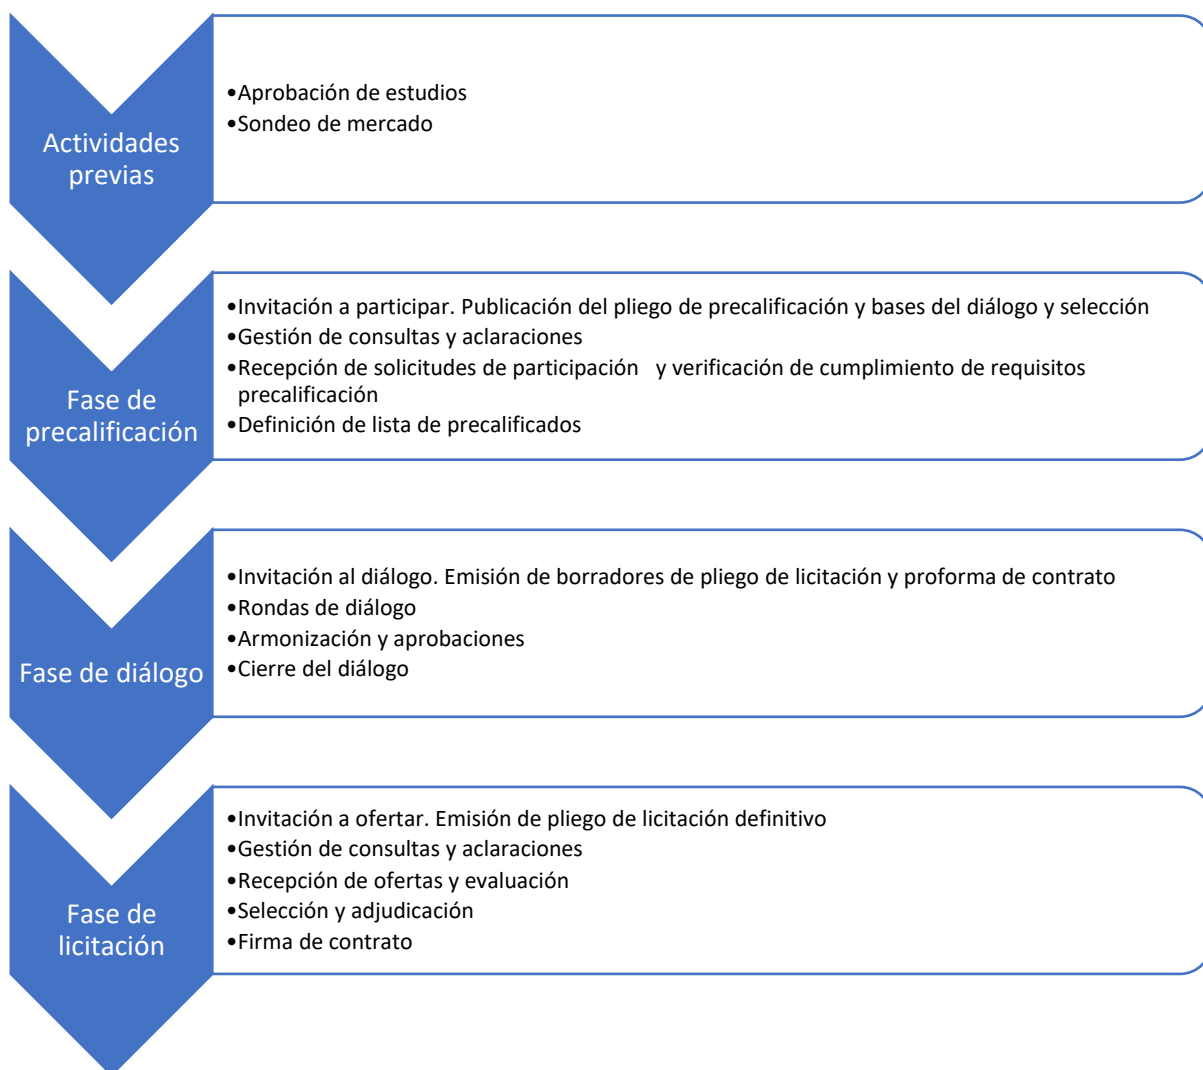 Actividades
previas
•Aprobación de estudios
•Sondeo de mercado
Fase de
precalificación
•Invitación a participar. Publicación del pliego de precalificación y bases del diálogo y selección
•Gestión de consultas y aclaraciones
•Recepción de solicitudes de participación   y verificación de cumplimiento de requisitos
precalificación
•Definición de lista de precalificados
Fase de diálogo
•Invitación al diálogo. Emisión de borradores de pliego de licitación y proforma de contrato
•Rondas de diálogo
•Armonización y aprobaciones
•Cierre del diálogo
Fase de
licitación
•Invitación a ofertar. Emisión de pliego de licitación definitivo
•Gestión de consultas y aclaraciones
•Recepción de ofertas y evaluación
•Selección y adjudicación
•Firma de contrato